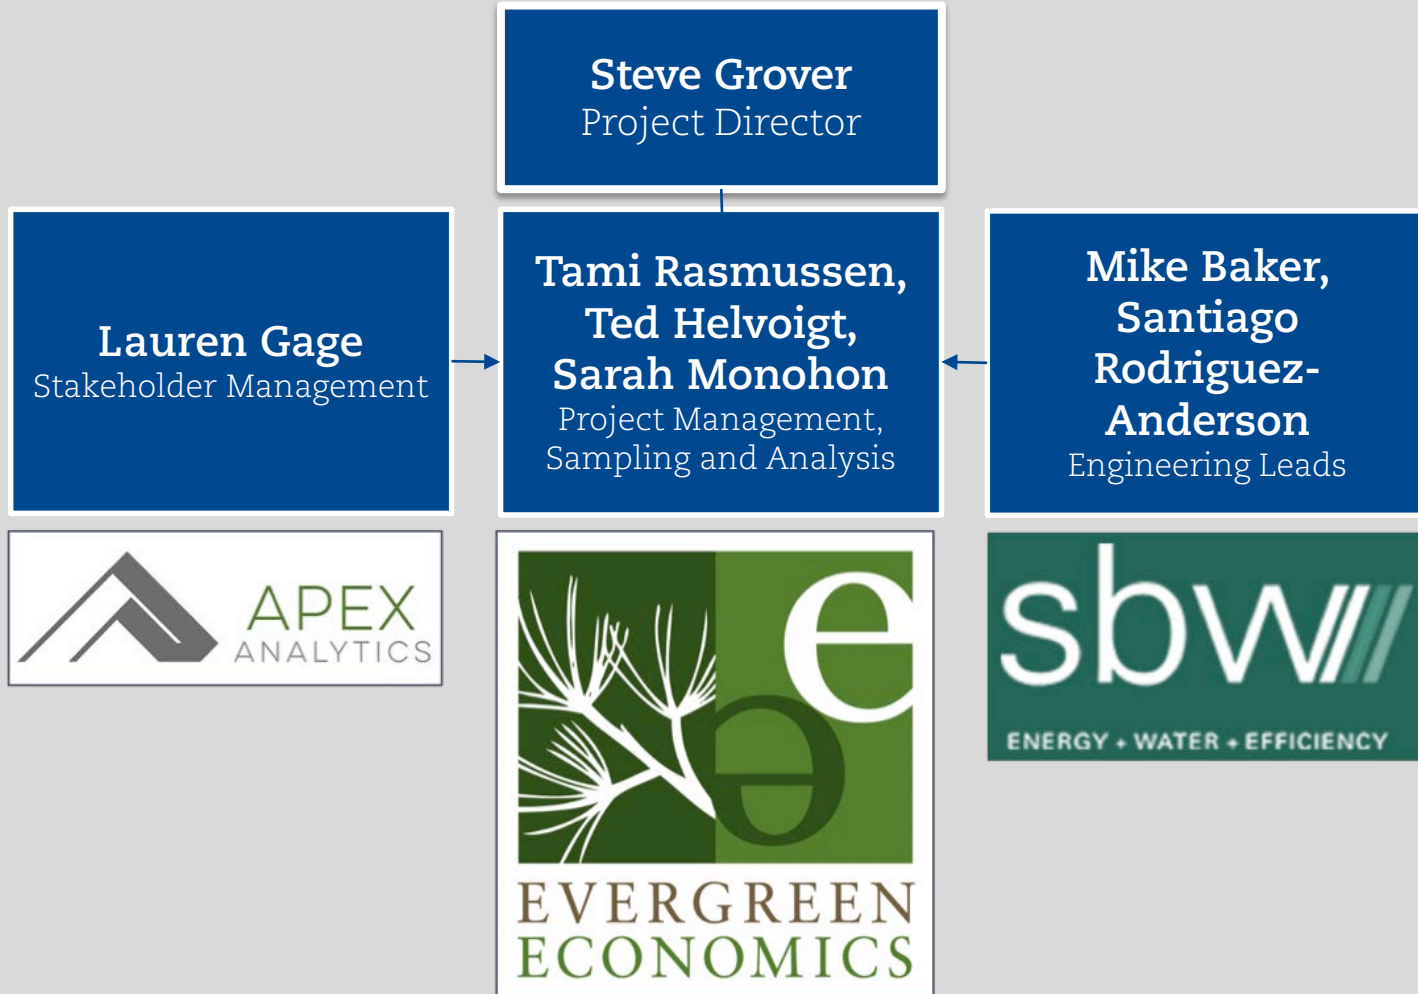 Steve Grover
Project Director
Lauren Gage
Stakeholder Management
Tami Rasmussen,
Ted Helvoigt,
Sarah Monohon
Project Management,
Sampling and Analysis
Mike Baker,
Santiago
Rodriguez-
Anderson
Engineering Leads
APEX
ANALYTICS
e
e
EVERGREEN
ECONOMICS
sbw
ENERGY + WATER + EFFICIENCY